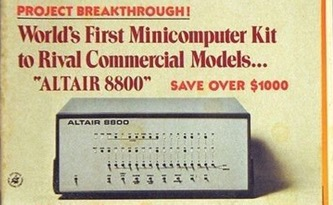 PROJECT BREAKTHROUGH!
World's First Minicomputer Kit
to Rival Commercial Models...
"ALTAIR 8800" SAVE OVER $1000
ALTAIR 8800